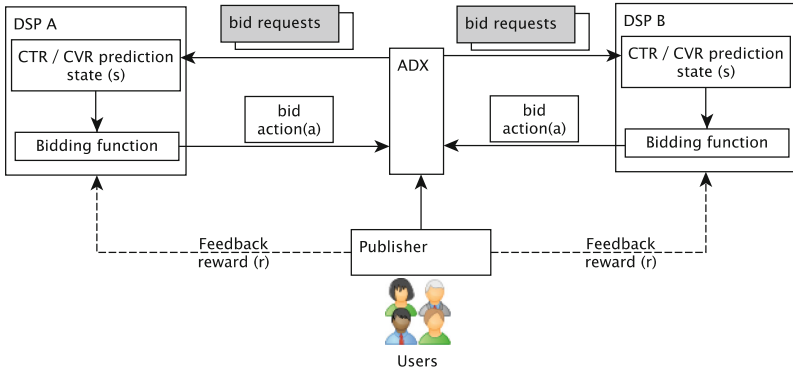 DSP A
CTR / CVR prediction
state (s)
Bidding function
bid requests
bid
action(a)
ADX
bid requests
bid
action(a)
DSP B
CTR / CVR prediction
state (s)
Bidding function
Feedback
reward (r)
Publisher
Feedback
reward (r)
Users